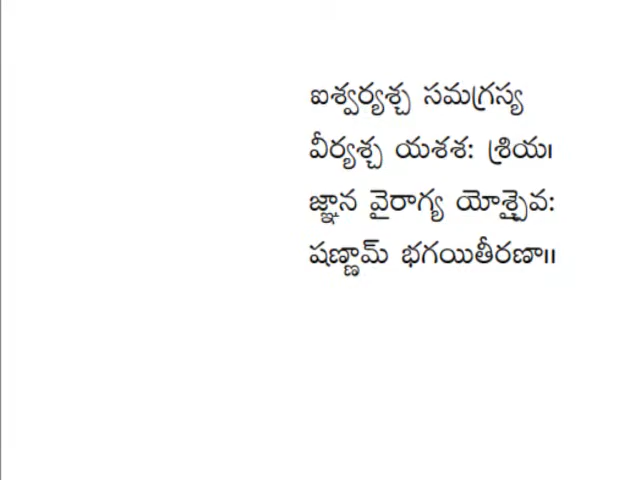 ఐశ్వర్యశ్చ సమగ్రస్య
వీర్యశ్చ యశశః శ్రియ।
జ్ఞాన వైరాగ్య యోశ్చైవః
షణ్ణామ్ భగయితీరణా॥